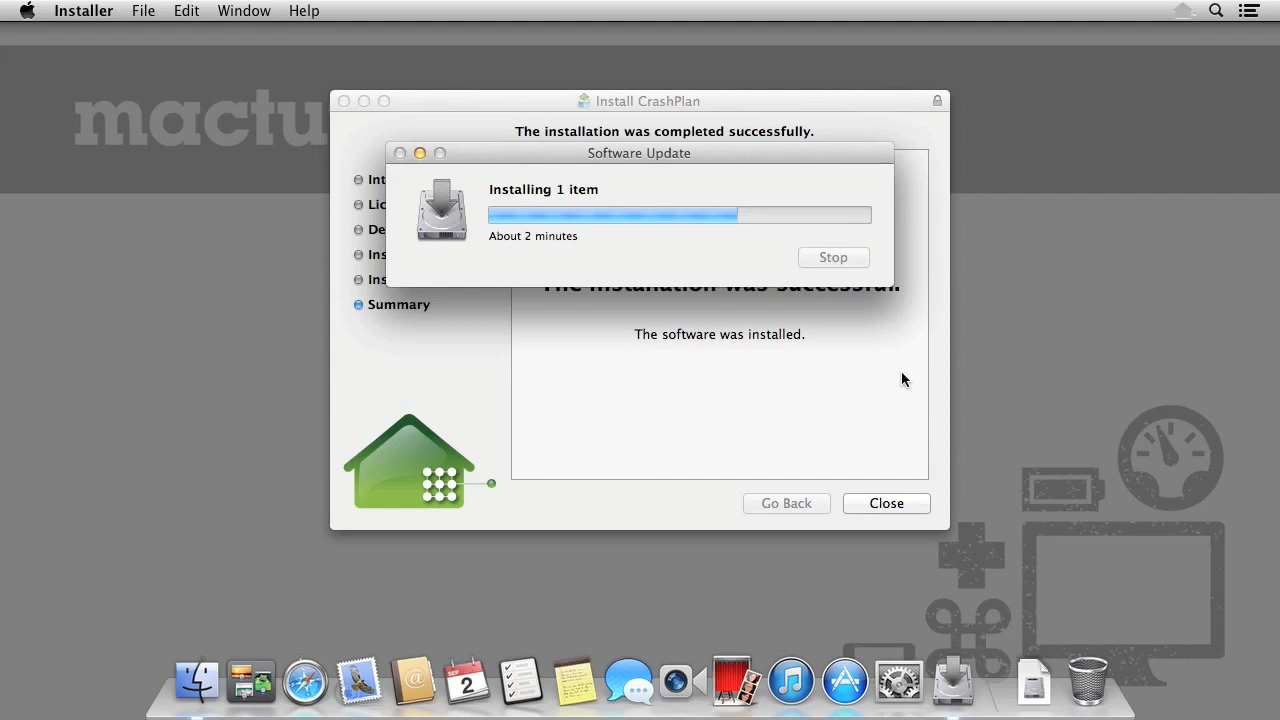 Installer File Edit Window Help
mactu
Install CrashPlan
The installation was completed successfully.
Software Update
Installing 1 item
About 2 minutes
Stop
Int
Lic
De
Ins
Ins
Summary
The installation was successful.
The software was installed.
Go Back Close
SEP
2